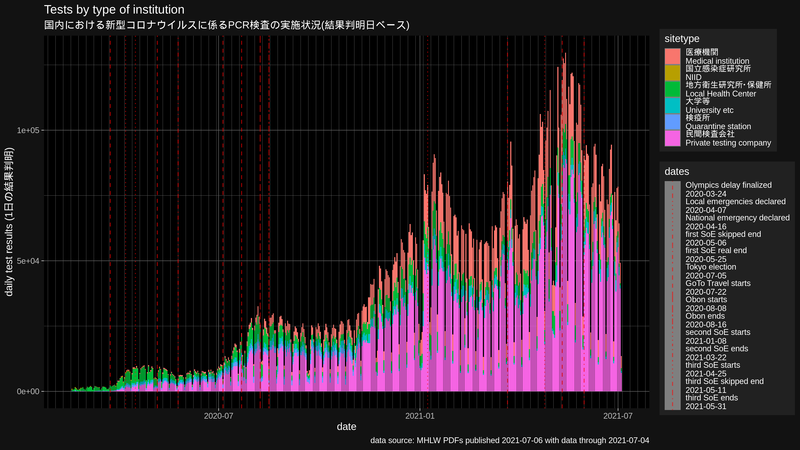 Tests by type of institution
国内における新型コロナウイルスに係るPCR検査の実施状況(結果判明日ベース)
daily test results (1日の結果判明)
1e+05
5e+04
0e+00
2020-07
2021-01
2021-07
date
data source: MHLW PDFs published 2021-07-06 with data through 2021-07-04
sitetype
医療機関
Medical institution
国立感染症研究所
NIID
地方衛生研究所・保健所
Local Health Center
大学等
University etc
検疫所
Quarantine station
民間検査会社
Private testing company
dates
Olympics delay finalized
2020-03-24
Local emergencies declared
2020-04-07
National emergency declared
2020-04-16
first SoE skipped end
2020-05-06
first SoE real end
2020-05-25
Tokyo election
2020-07-05
GoTo Travel starts
2020-07-22
Obon starts
2020-08-08
Obon ends
2020-08-16
second SoE starts
2021-01-08
second SoE ends
2021-03-22
third SoE starts
2021-04-25
third SoE skipped end
2021-05-11
third SoE ends
2021-05-31